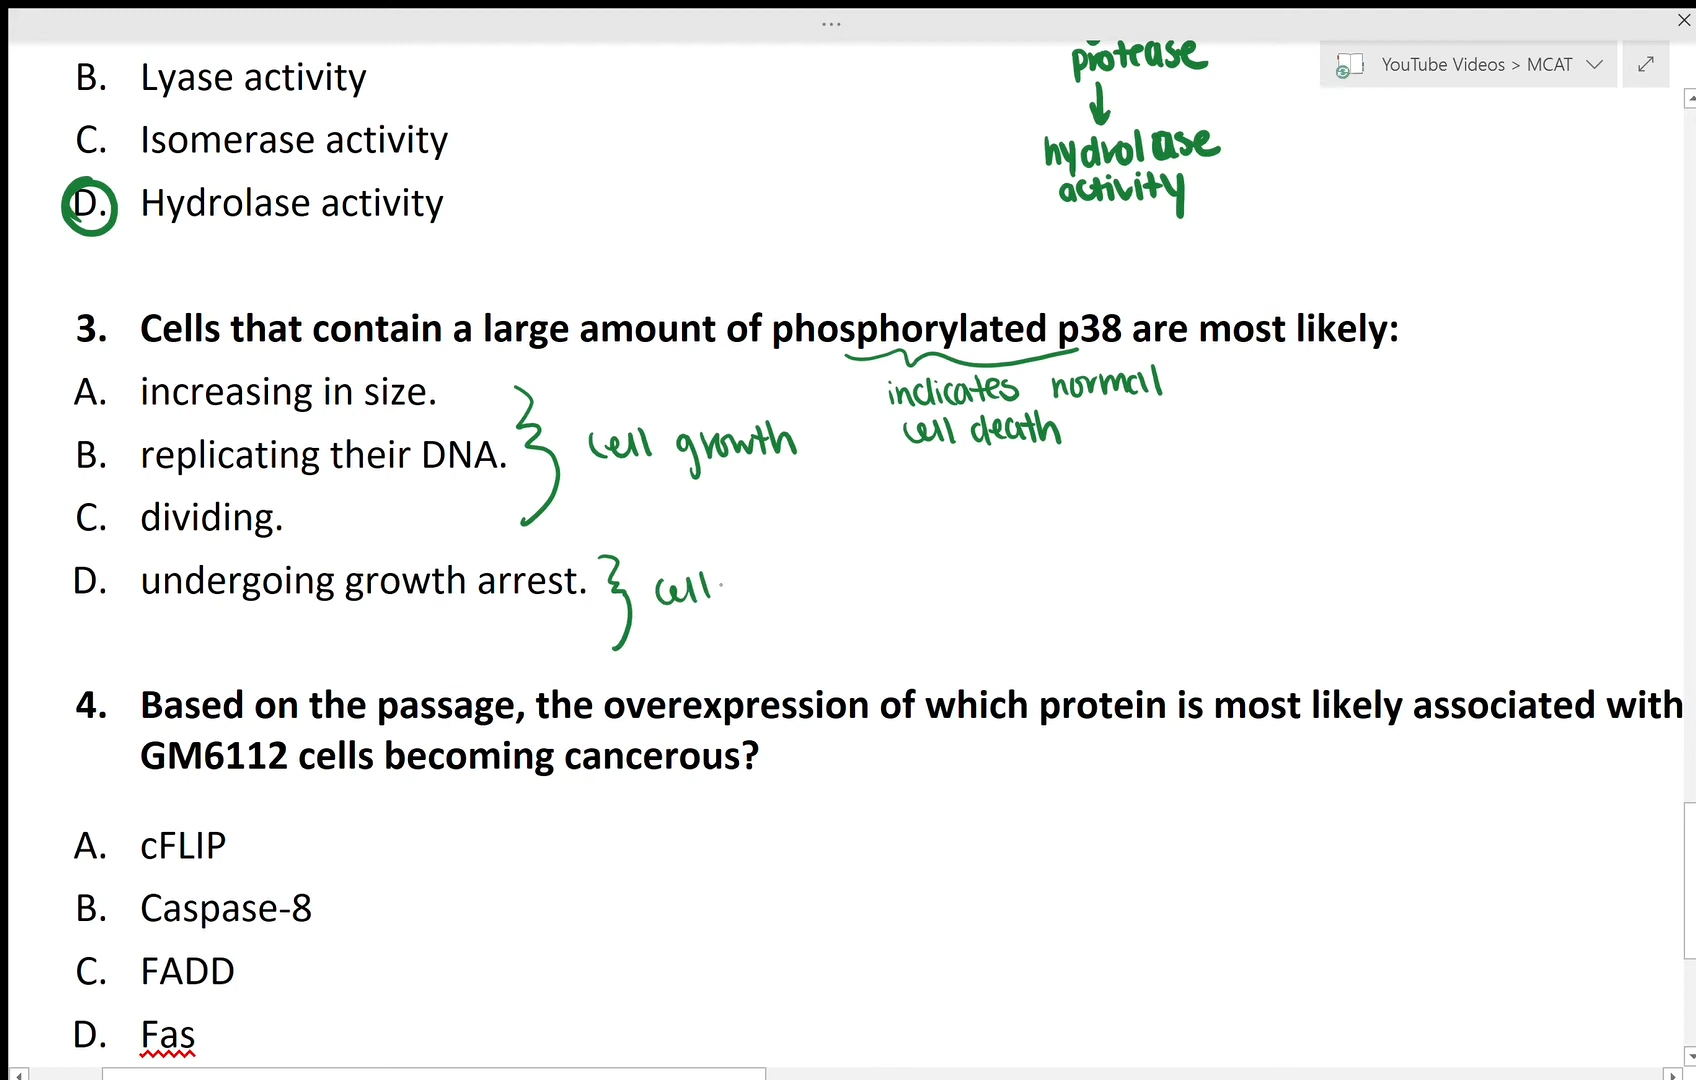 ...
protease
YouTube Videos > MCAT
B. Lyase activity
C. Isomerase activity
hydrolase
activity
D. Hydrolase activity
3. Cells that contain a large amount of phosphorylated p38 are most likely:
A. increasing in size.
indicates normal
cell death
B. replicating their DNA.
cell growth
C. dividing.
D. undergoing growth arrest.
cell
4. Based on the passage, the overexpression of which protein is most likely associated with
GM6112 cells becoming cancerous?
A. cFLIP
B. Caspase-8
C. FADD
D. Fas